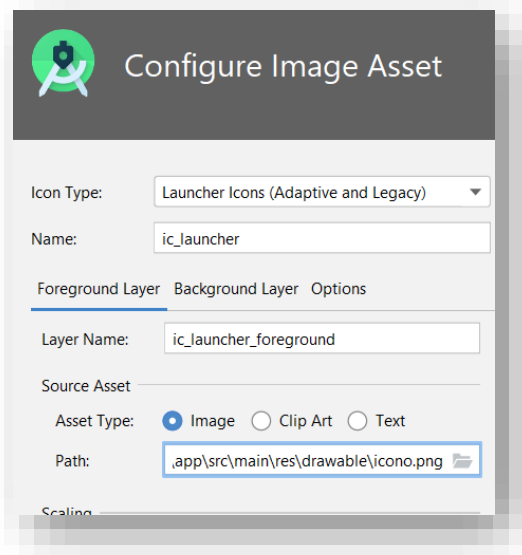 Configure Image Asset
Icon Type: Launcher Icons (Adaptive and Legacy)
Name: ic_launcher
Foreground Layer Background Layer Options
Layer Name: ic_launcher_foreground
Source Asset
Asset Type: Image Clip Art Text
Path: app\src\main\res\drawable\icono.png
Scaling